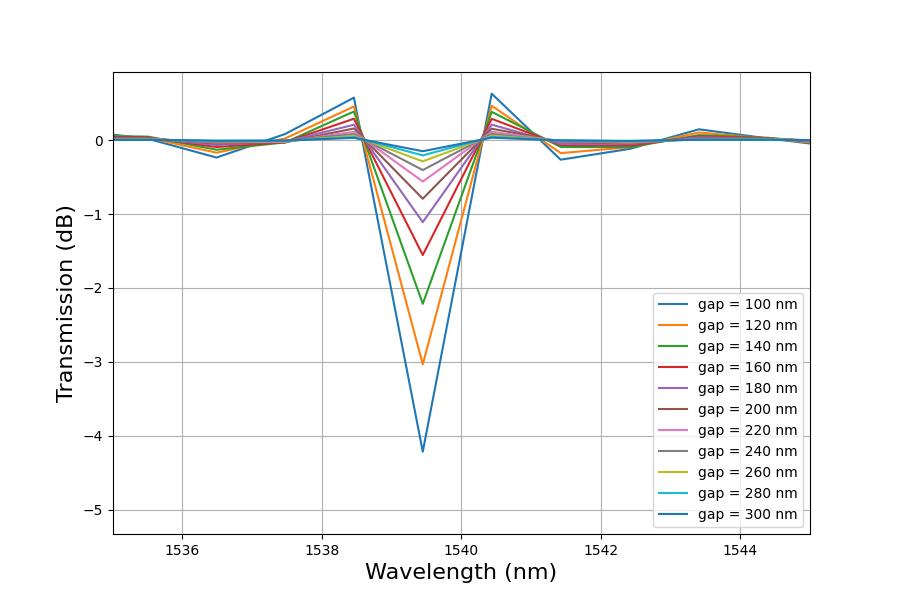 0
−1
−2
−3
−4
−5
Transmission (dB)
1536
1538
1540
1542
1544
Wavelength (nm)
gap = 100 nm
gap = 120 nm
gap = 140 nm
gap = 160 nm
gap = 180 nm
gap = 200 nm
gap = 220 nm
gap = 240 nm
gap = 260 nm
gap = 280 nm
gap = 300 nm